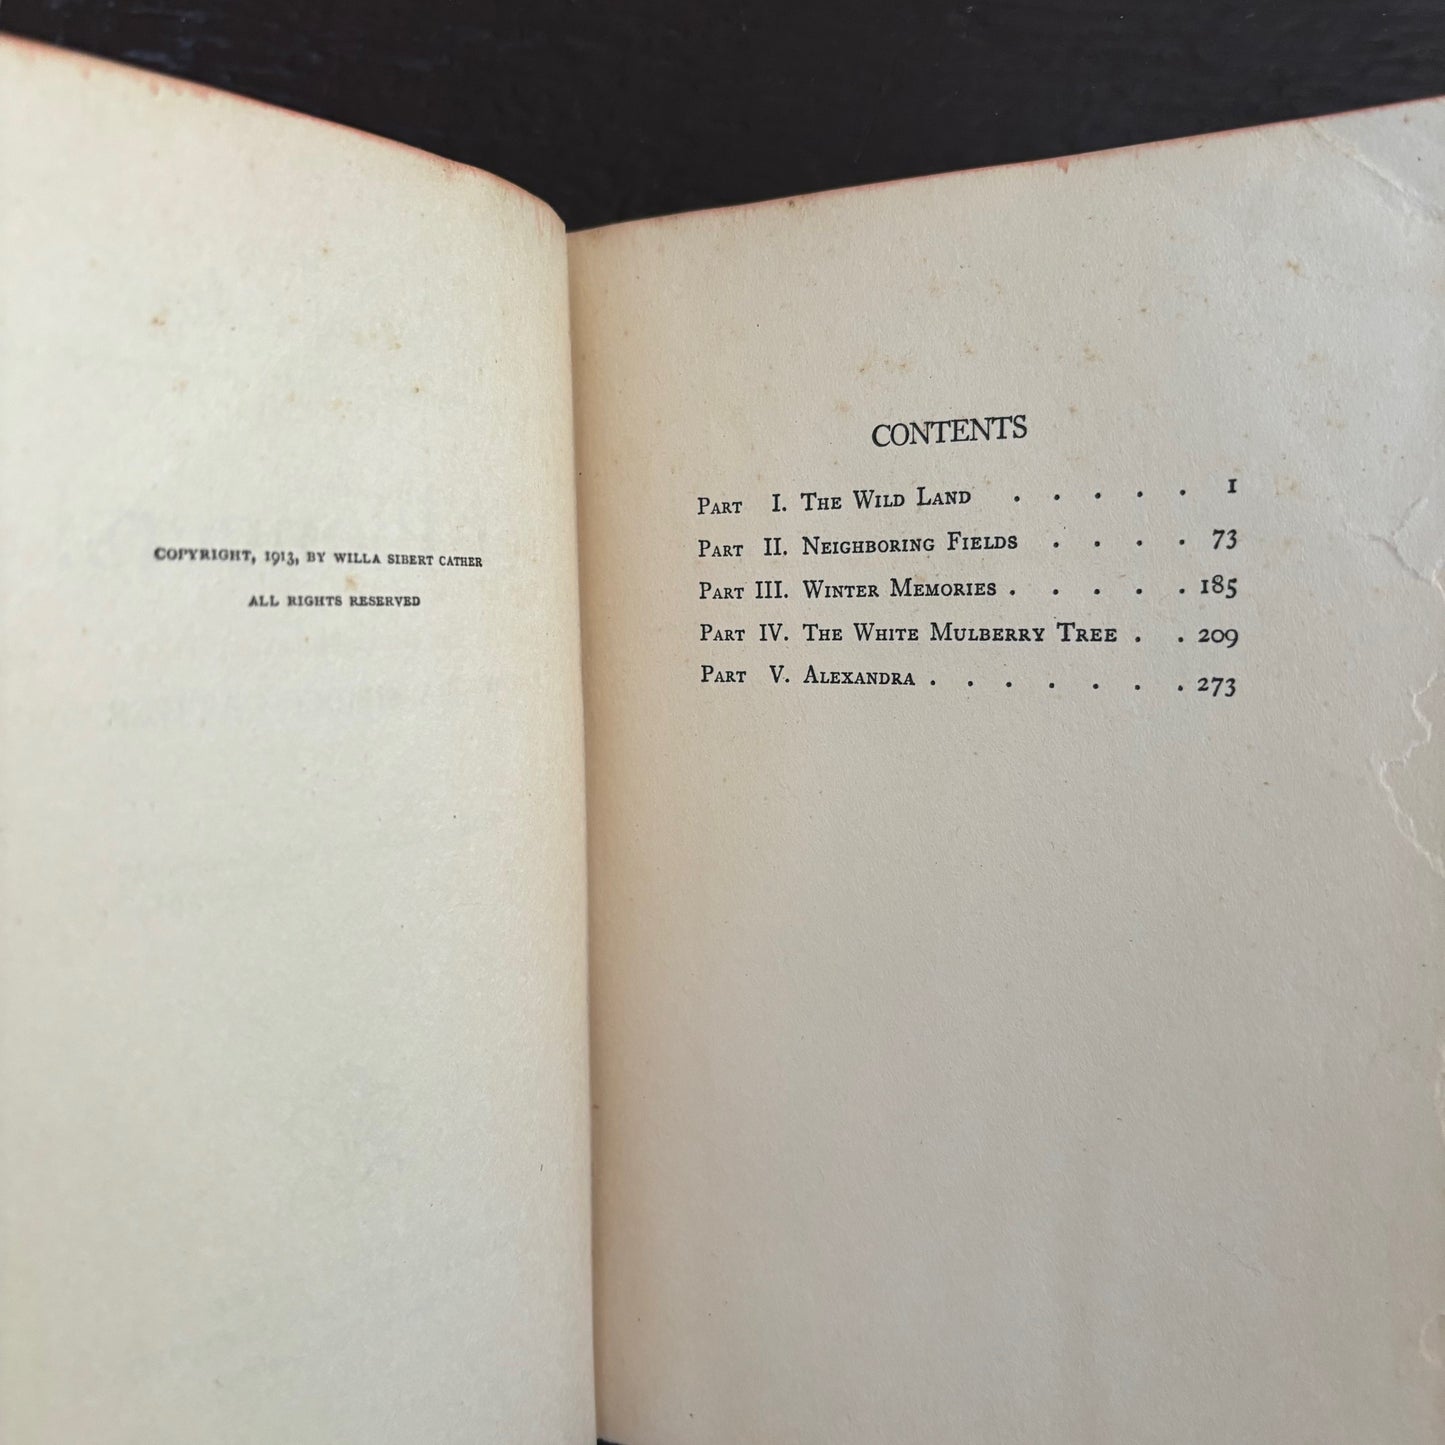 COPYRIGHT, 1913, BY WILLA SIBERT CATHER
ALL RIGHTS RESERVED
CONTENTS
PART I. THE WILD LAND . . . . . 1
PART II. NEIGHBORING FIELDS . . . . 73
PART III. WINTER MEMORIES . . . . . 185
PART IV. THE WHITE MULBERRY TREE . . 209
PART V. ALEXANDRA . . . . . . . 273